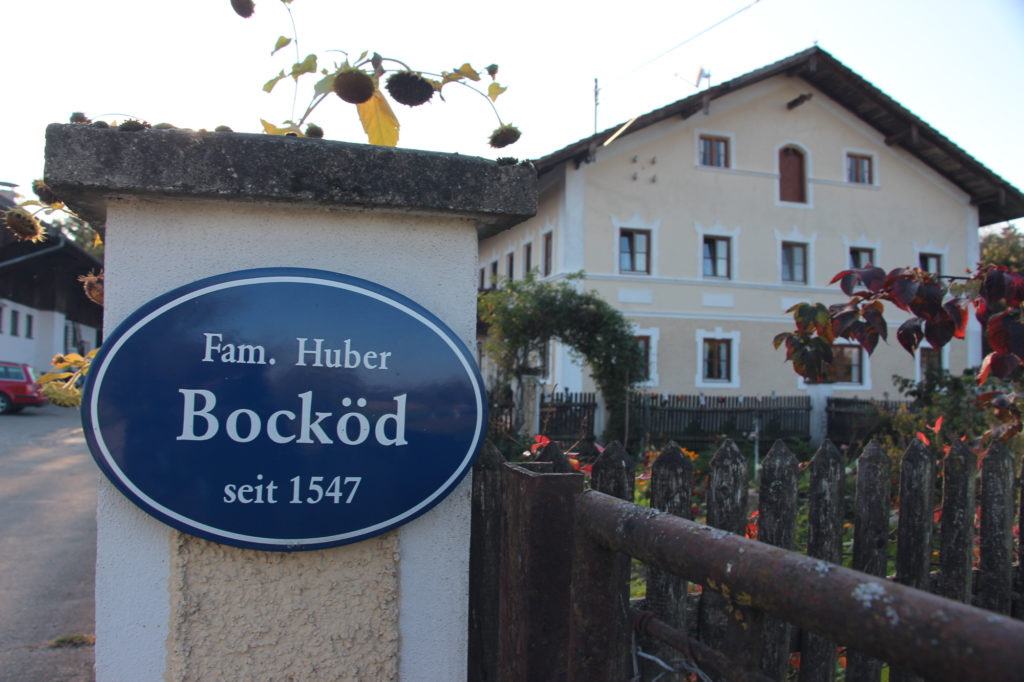 Fam. Huber
Bocköd
seit 1547